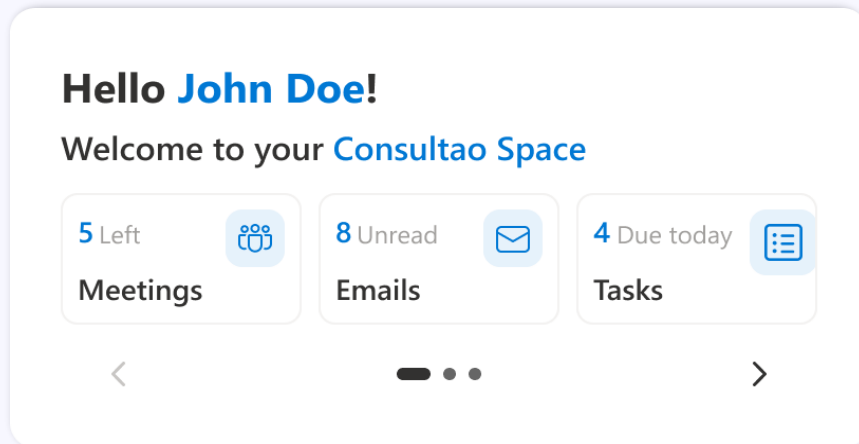 Hello John Doe!
Welcome to your Consultao Space
5 Left
Meetings
8 Unread
Emails
4 Due today
Tasks